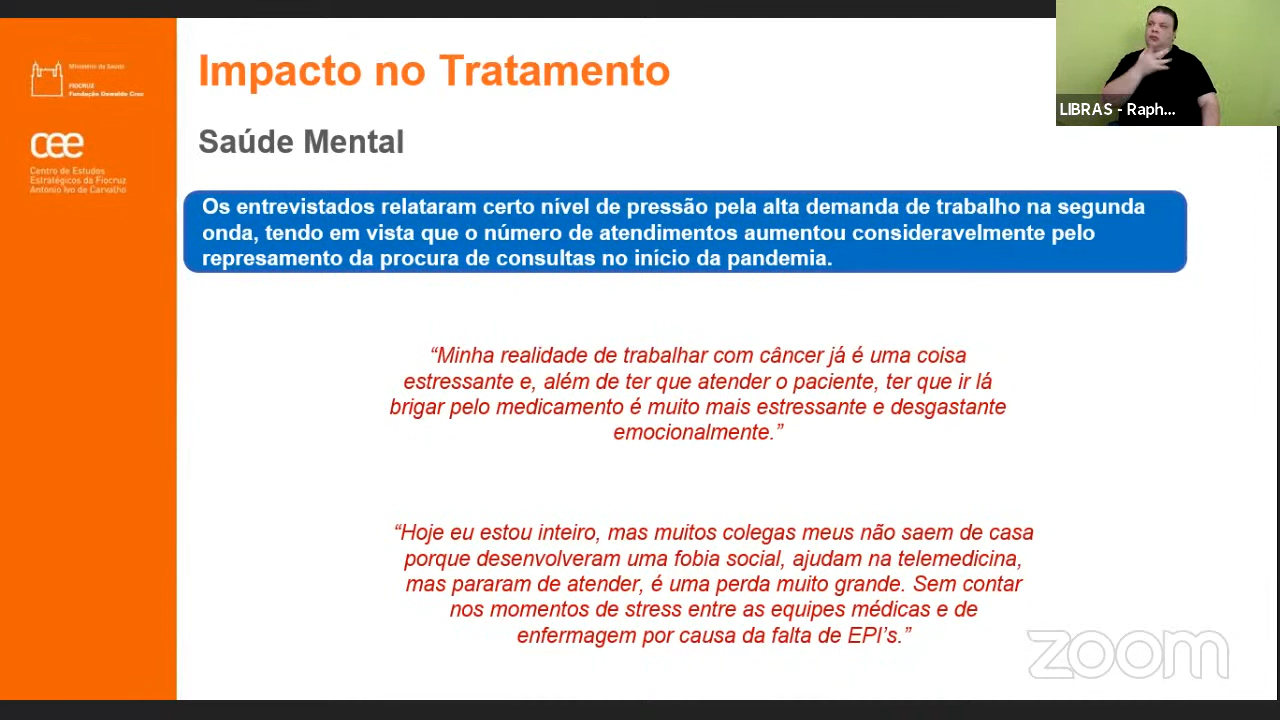 Impacto no Tratamento
Saúde Mental
Ministério da Saúde
FIOCRUZ
Fundação Oswaldo Cruz
cee
Centro de Estudos
Estratégicos da Fiocruz
Antonio Ivo de Carvalho
LIBRAS - Raph...
Os entrevistados relataram certo nível de pressão pela alta demanda de trabalho na segunda
onda, tendo em vista que o número de atendimentos aumentou consideravelmente pelo
represamento da procura de consultas no início da pandemia.
“Minha realidade de trabalhar com câncer já é uma coisa
estressante e, além de ter que atender o paciente, ter que ir lá
brigar pelo medicamento é muito mais estressante e desgastante
emocionalmente.”
“Hoje eu estou inteiro, mas muitos colegas meus não saem de casa
porque desenvolveram uma fobia social, ajudam na telemedicina,
mas pararam de atender, é uma perda muito grande. Sem contar
nos momentos de stress entre as equipes médicas e de
enfermagem por causa da falta de EPI’s.”
zoom